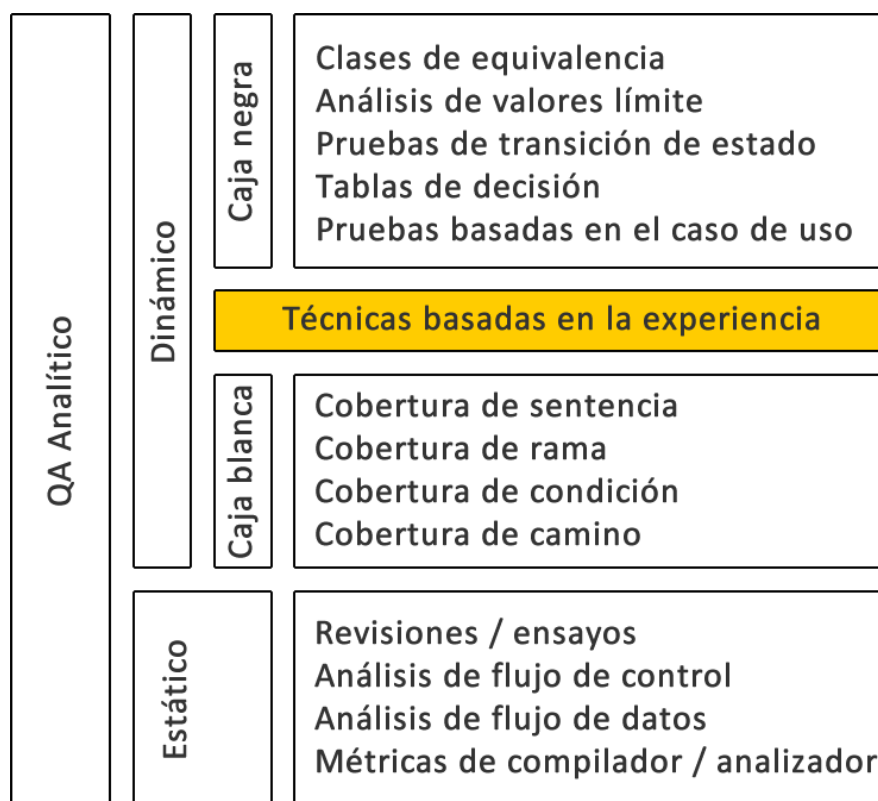 QA Analítico
Dinámico
Caja negra
Clases de equivalencia
Análisis de valores límite
Pruebas de transición de estado
Tablas de decisión
Pruebas basadas en el caso de uso
Técnicas basadas en la experiencia
Caja blanca
Cobertura de sentencia
Cobertura de rama
Cobertura de condición
Cobertura de camino
Estático
Revisiones / ensayos
Análisis de flujo de control
Análisis de flujo de datos
Métricas de compilador / analizador